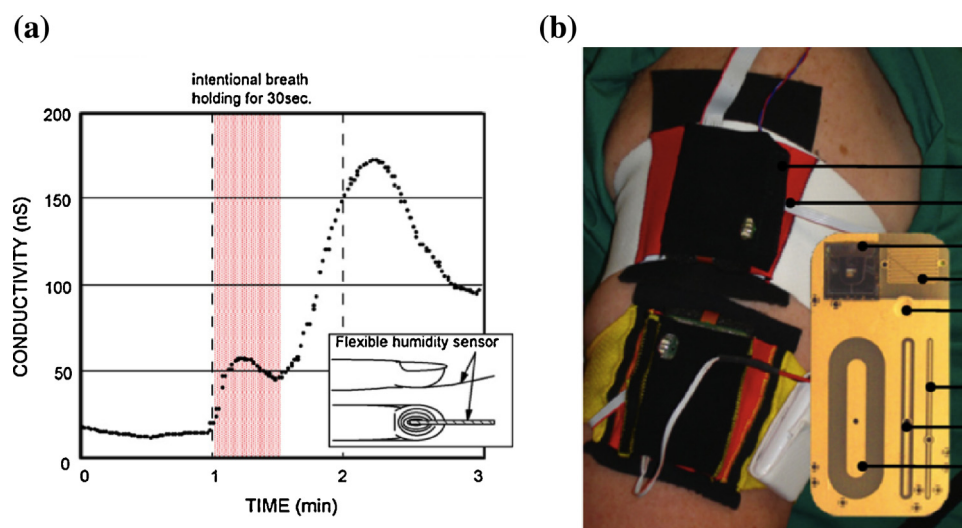 (a)
(b)
intentional breath
holding for 30sec.
200
150
100
50
0
CONDUCTIVITY (nS)
Flexible humidity sensor
0
1
2
3
TIME (min)